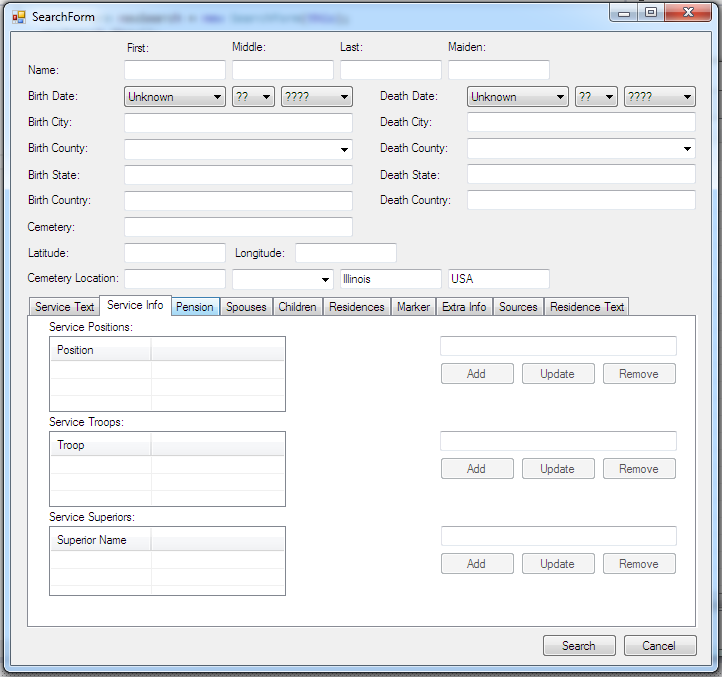 SearchForm
First: Middle: Last: Maiden:
Name:
Birth Date: Unknown ?? ???? Death Date: Unknown ?? ????
Birth City: Death City:
Birth County: Death County:
Birth State: Death State:
Birth Country: Death Country:
Cemetery:
Latitude: Longitude:
Cemetery Location: Illinois USA
Service Text Service Info Pension Spouses Children Residences Marker Extra Info Sources Residence Text
Service Positions:
Position
Add Update Remove
Service Troops:
Troop
Add Update Remove
Service Superiors:
Superior Name
Add Update Remove
Search Cancel